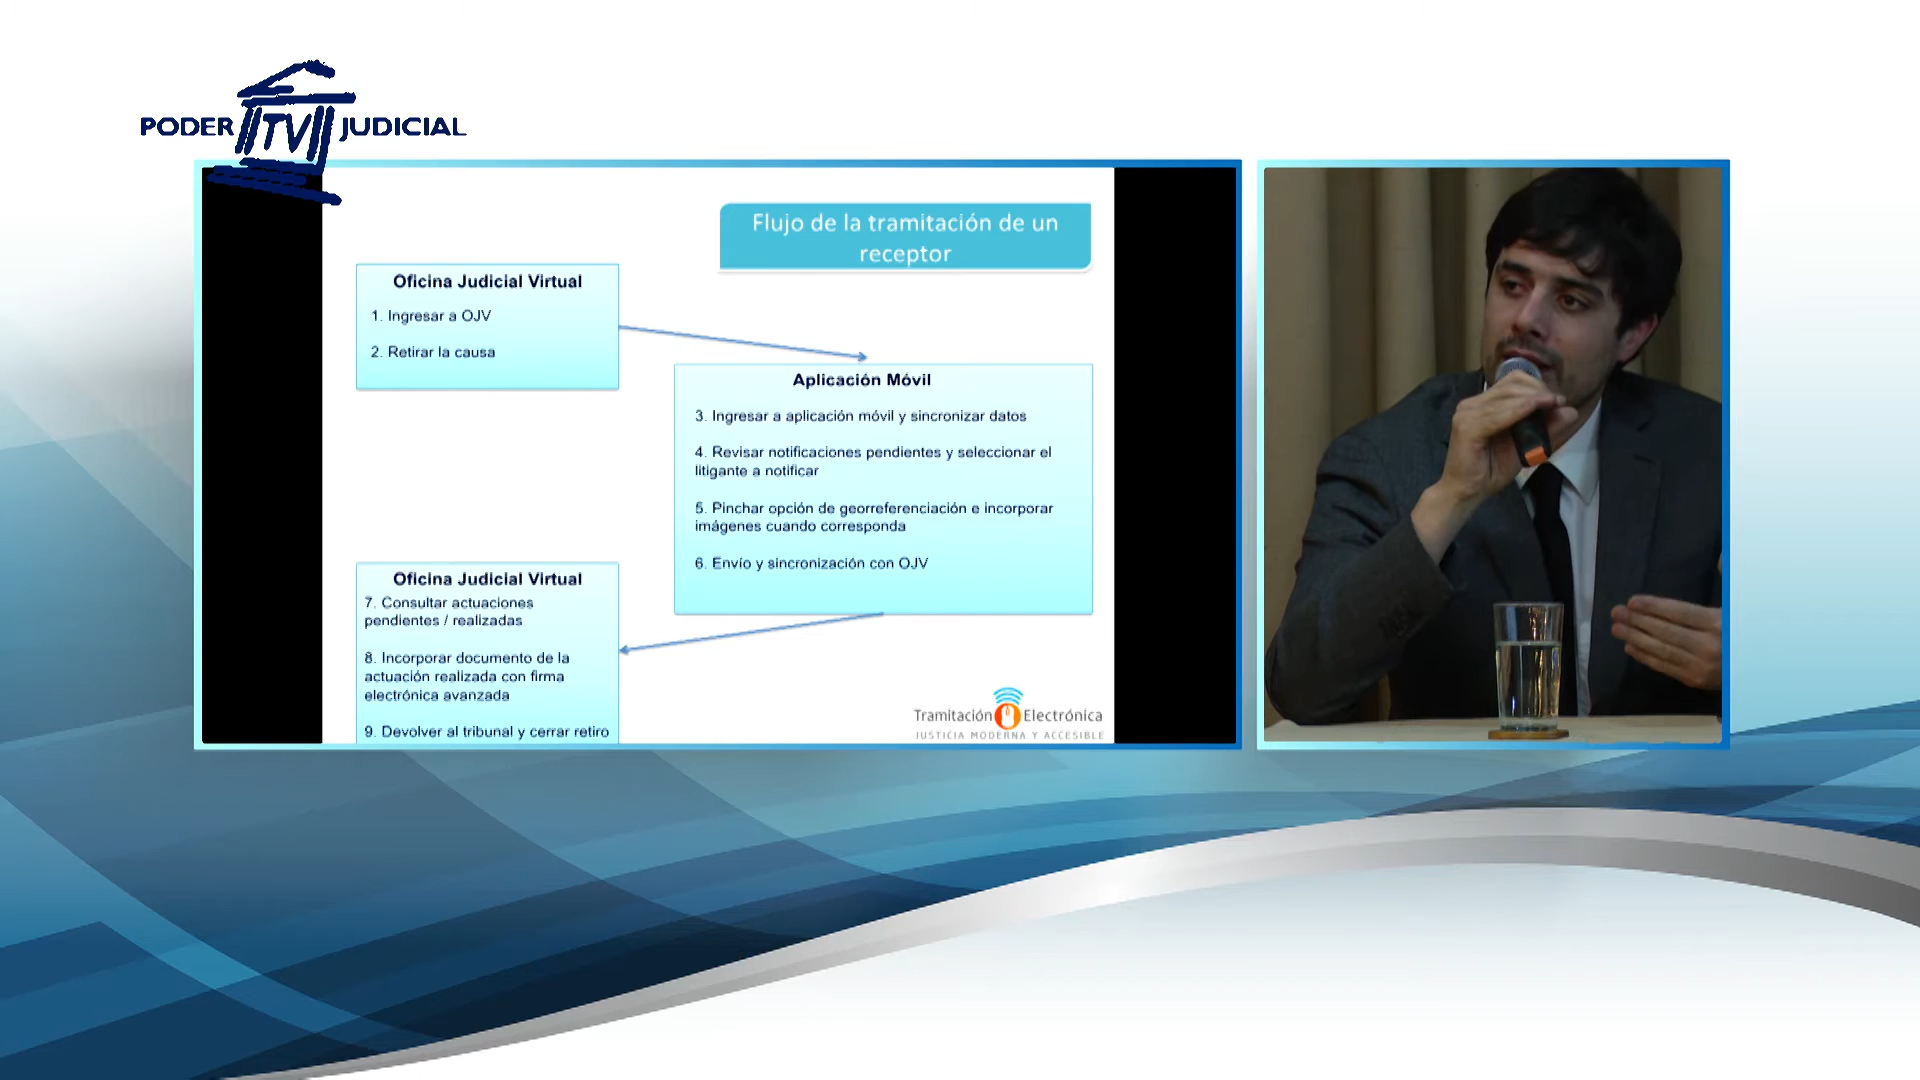 PODER TV JUDICIAL
Flujo de la tramitación de un
receptor
Oficina Judicial Virtual
1. Ingresar a OJV
2. Retirar la causa
Aplicación Móvil
3. Ingresar a aplicación móvil y sincronizar datos
4. Revisar notificaciones pendientes y seleccionar el
litigante a notificar
5. Pinchar opción de georreferenciación e incorporar
imágenes cuando corresponda
6. Envío y sincronización con OJV
Oficina Judicial Virtual
7. Consultar actuaciones
pendientes / realizadas
8. Incorporar documento de la
actuación realizada con firma
electrónica avanzada
9. Devolver al tribunal y cerrar retiro
Tramitación Electrónica
JUSTICIA MODERNA Y ACCESIBLE